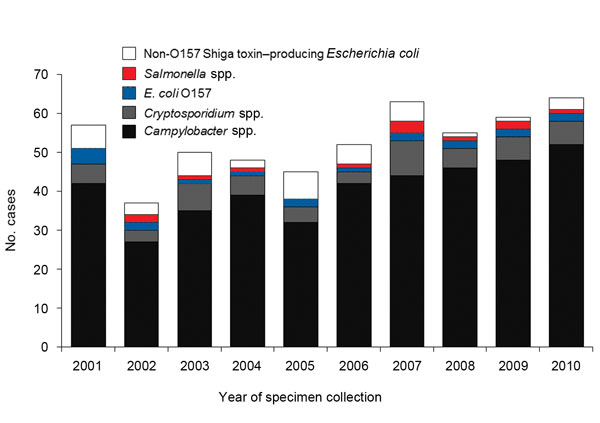 Non-O157 Shiga toxin–producing Escherichia coli
Salmonella spp.
E. coli O157
Cryptosporidium spp.
Campylobacter spp.
70
60
50
40
30
20
10
0
No. cases
2001 2002 2003 2004 2005 2006 2007 2008 2009 2010
Year of specimen collection